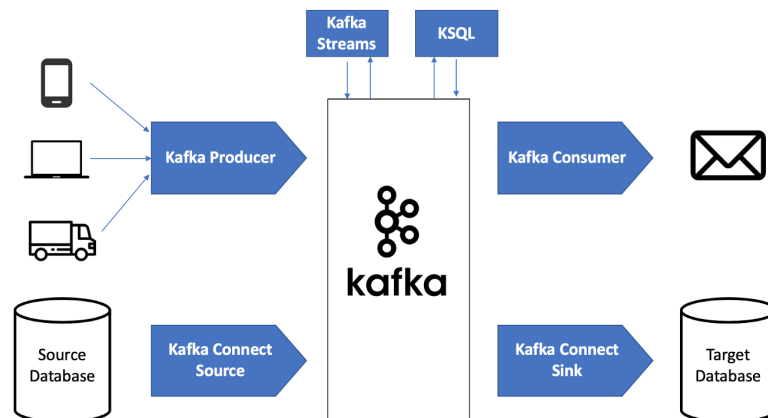 Kafka
Streams
KSQL
Kafka Producer
Kafka Consumer
kafka
Source
Database
Kafka Connect
Source
Kafka Connect
Sink
Target
Database